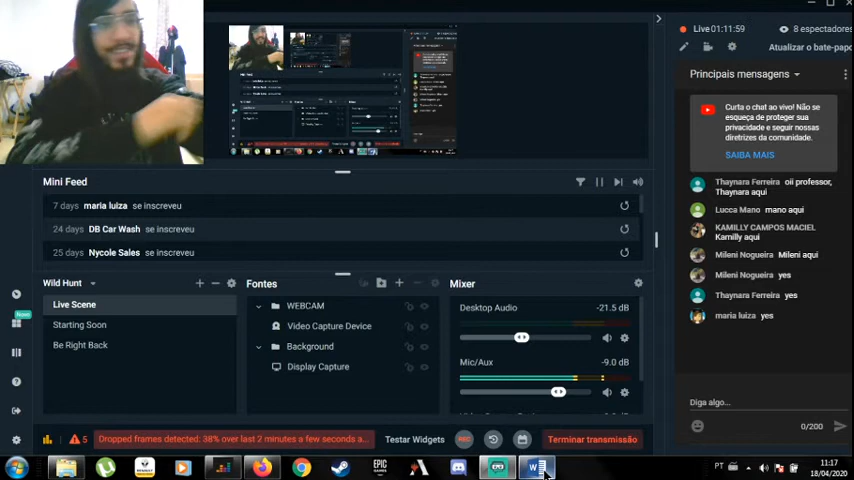 Live 01:11:59
8 espectadores
Atualizar o bate-pap
Principais mensagens
Curta o chat ao vivo! Não se
esqueça de proteger sua
privacidade e seguir nossas
diretrizes da comunidade.
SAIBA MAIS
Thaynara Ferreira oii professor,
Thaynara aqui
Lucca Mano mano aqui
KAMILLY CAMPOS MACIEL
Kamilly aqui
Mileni Nogueira Mileni aqui
Mileni Nogueira yes
Thaynara Ferreira yes
maria luiza yes
Diga algo...
0/200
Mini Feed
7 days maria luiza se inscreveu
24 days DB Car Wash se inscreveu
25 days Nycole Sales se inscreveu
Wild Hunt
Live Scene
Starting Soon
Be Right Back
Novo
Fontes
WEBCAM
Video Capture Device
Background
Display Capture
Mixer
Desktop Audio -21.5 dB
Mic/Aux -9.0 dB
5
Dropped frames detected: 38% over last 2 minutes a few seconds a...
Testar Widgets
REC
Terminar transmissão
EPIC
GAMES
W
PT
11:17
18/04/2020